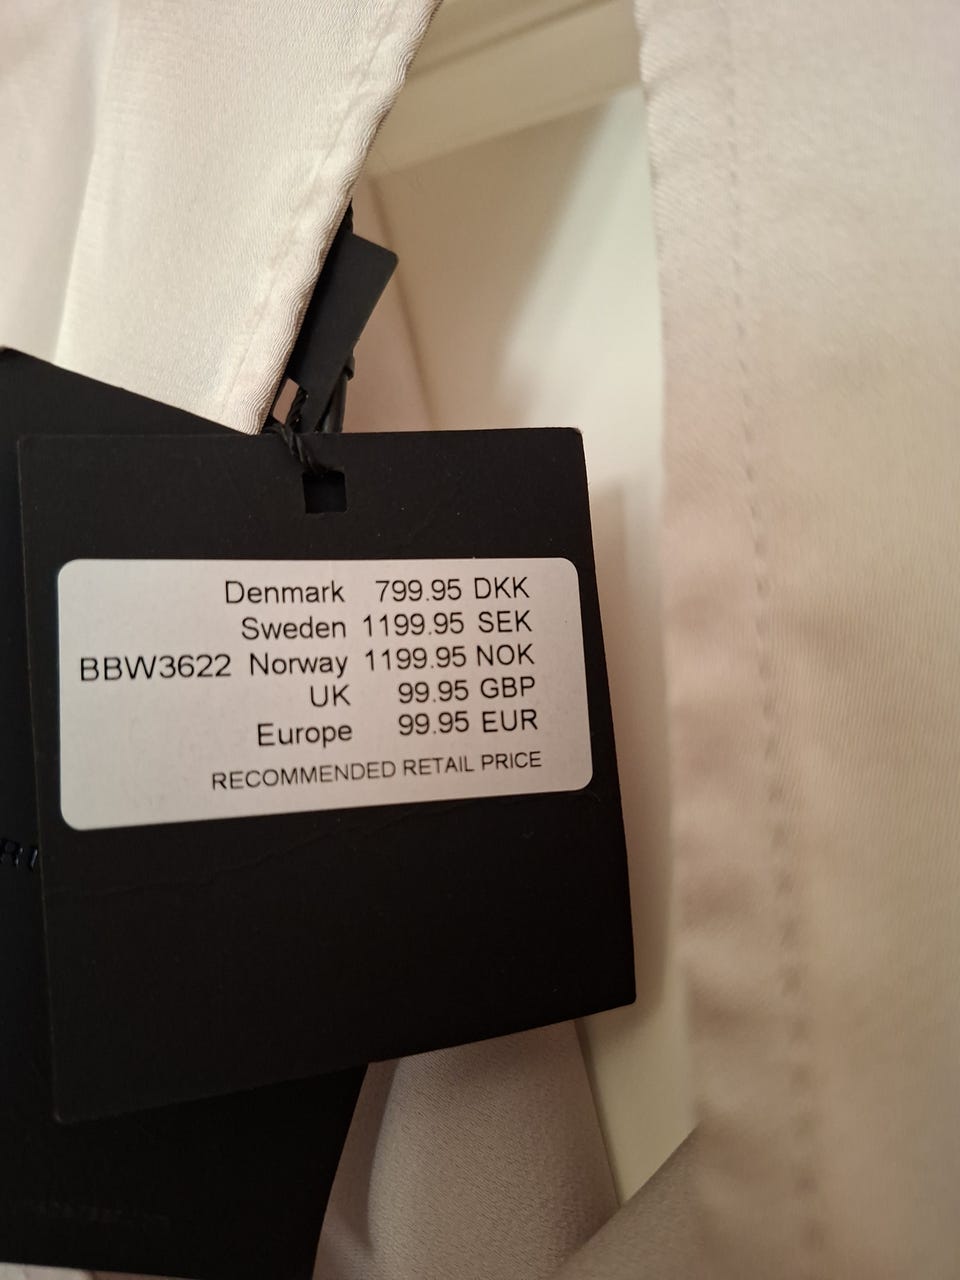 Denmark 799.95 DKK
Sweden 1199.95 SEK
BBW3622 Norway 1199.95 NOK
UK 99.95 GBP
Europe 99.95 EUR
RECOMMENDED RETAIL PRICE